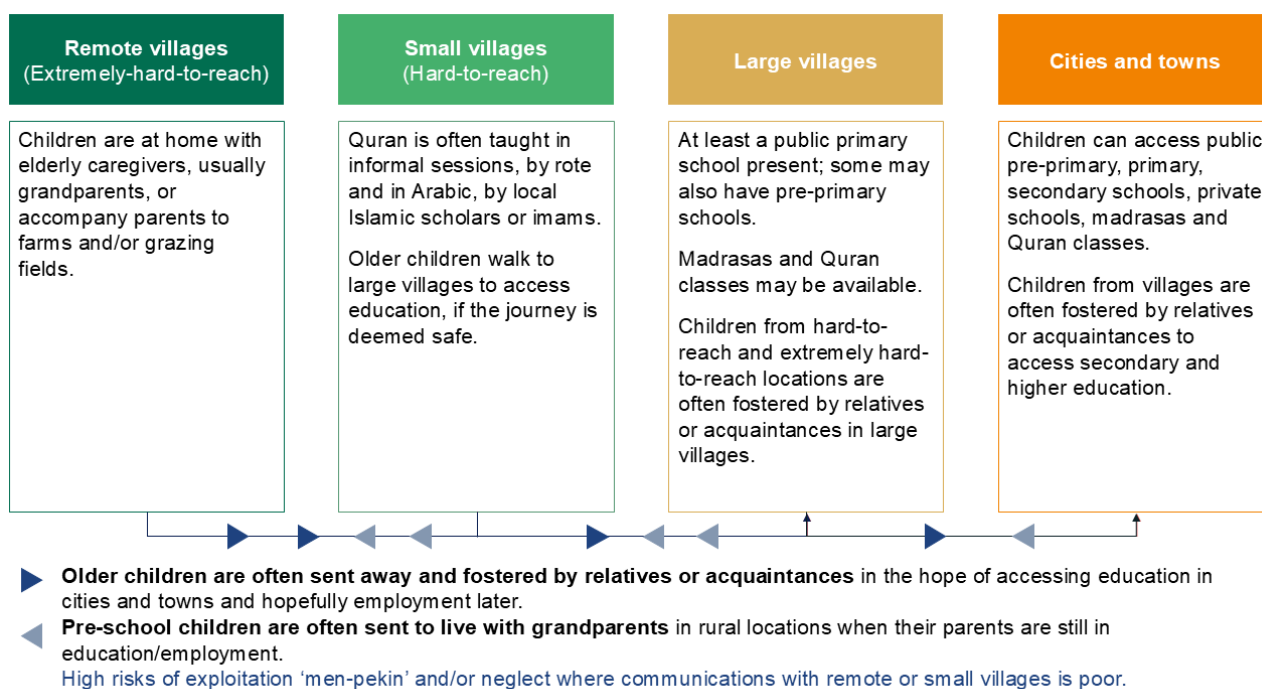 Remote villages
(Extremely-hard-to-reach)
Children are at home with
elderly caregivers, usually
grandparents, or
accompany parents to
farms and/or grazing
fields.
Small villages
(Hard-to-reach)
Quran is often taught in
informal sessions, by rote
and in Arabic, by local
Islamic scholars or imams.
Older children walk to
large villages to access
education, if the journey is
deemed safe.
Large villages
At least a public primary
school present; some may
also have pre-primary
schools.
Madrasas and Quran
classes may be available.
Children from hard-to-
reach and extremely hard-
to-reach locations are
often fostered by relatives
or acquaintances in large
villages.
Cities and towns
Children can access public
pre-primary, primary,
secondary schools, private
schools, madrasas and
Quran classes.
Children from villages are
often fostered by relatives
or acquaintances to
access secondary and
higher education.
Older children are often sent away and fostered by relatives or acquaintances in the hope of accessing education in
cities and towns and hopefully employment later.
Pre-school children are often sent to live with grandparents in rural locations when their parents are still in
education/employment.
High risks of exploitation ‘men-pekin’ and/or neglect where communications with remote or small villages is poor.